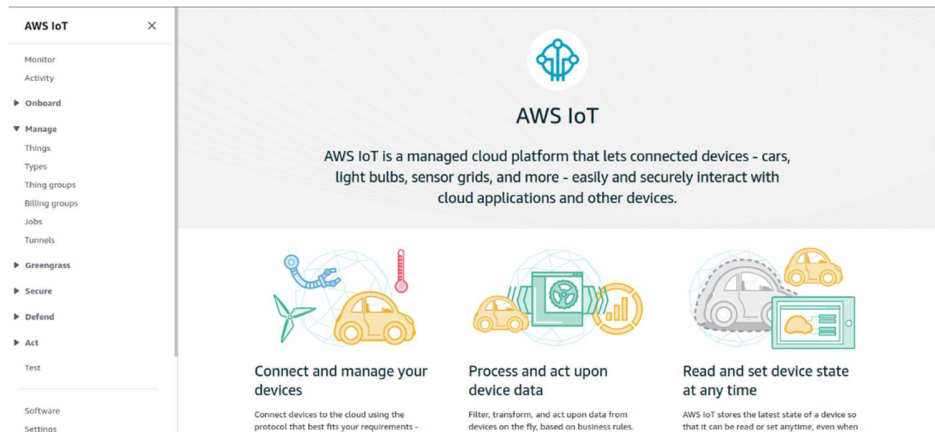 AWS IoT
Monitor
Activity
Onboard
Manage
Things
Types
Thing groups
Billing groups
Jobs
Tunnels
Greengrass
Secure
Defend
Act
Test
Software
Settings
AWS IoT
AWS IoT is a managed cloud platform that lets connected devices - cars,
light bulbs, sensor grids, and more - easily and securely interact with
cloud applications and other devices.
Connect and manage your
devices
Connect devices to the cloud using the
protocol that best fits your requirements -
Process and act upon
device data
Filter, transform, and act upon data from
devices on the fly, based on business rules.
Read and set device state
at any time
AWS IoT stores the latest state of a device so
that it can be read or set anytime, even when